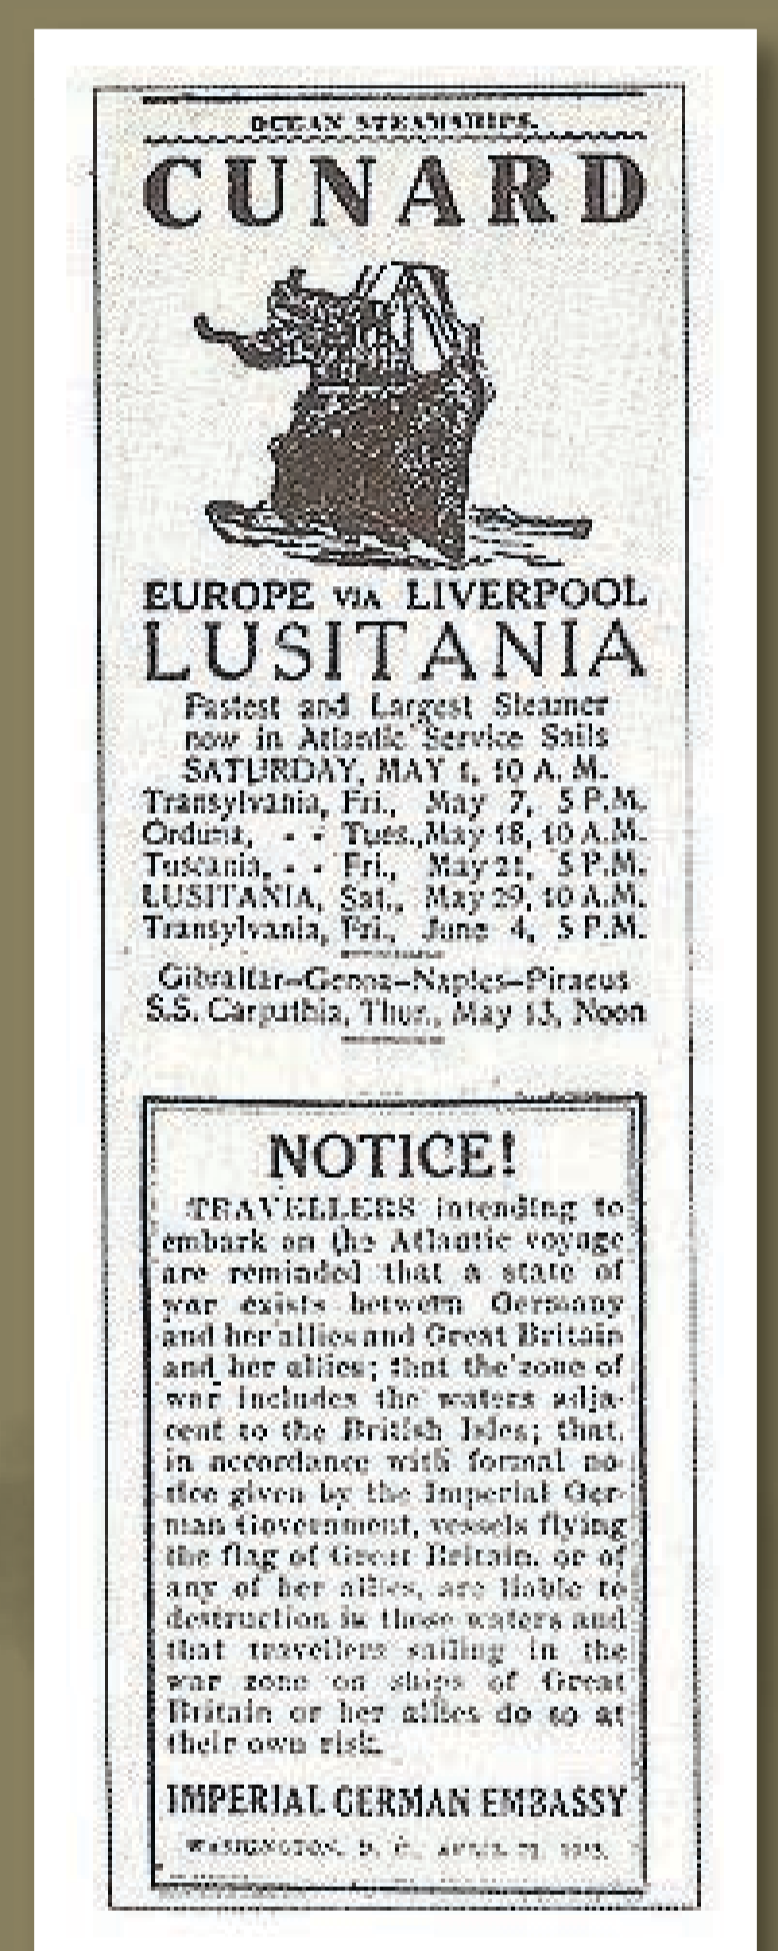 OCEAN STEAMSHIPS.
CUNARD
EUROPE VIA LIVERPOOL
LUSITANIA
Fastest and Largest Steamer
now in Atlantic Service Sails
SATURDAY, MAY 1, 10 A. M.
Transylvania, Fri., May 7, 5 P.M.
Orduna, - - Tues., May 18, 10 A.M.
Tuscania, - - Fri., May 21, 5 P.M.
LUSITANIA, Sat., May 29, 10 A.M.
Transylvania, Fri., June 4, 5 P.M.
Gibraltar–Genoa–Naples–Piraeus
S.S. Carpathia, Thur., May 13, Noon
NOTICE!
TRAVELLERS intending to
embark on the Atlantic voyage
are reminded that a state of
war exists between Germany
and her allies and Great Britain
and her allies; that the zone of
war includes the waters adja-
cent to the British Isles; that,
in accordance with formal no-
tice given by the Imperial Ger-
man Government, vessels flying
the flag of Great Britain, or of
any of her allies, are liable to
destruction in those waters and
that travellers sailing in the
war zone on ships of Great
Britain or her allies do so at
their own risk.
IMPERIAL GERMAN EMBASSY
WASHINGTON, D. C., APRIL 22, 1915.